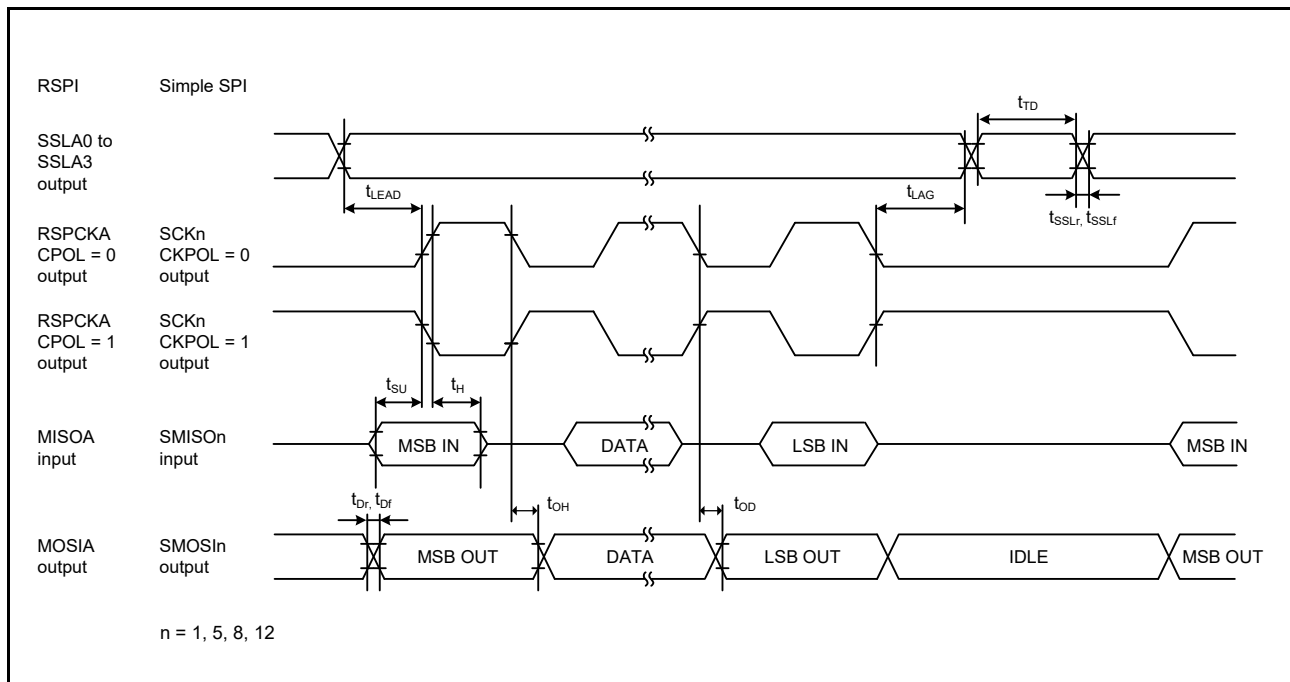 RSPI Simple SPI
tTD
SSLA0 to
SSLA3
output
tLEAD
tLAG
tSSLr, tSSLf
RSPCKA SCKn
CPOL = 0 CKPOL = 0
output output
RSPCKA SCKn
CPOL = 1 CKPOL = 1
output output
tSU tH
MISOA SMISOn
input input
MSB IN DATA LSB IN MSB IN
tDr, tDf tOH tOD
MOSIA SMOSIn
output output
MSB OUT DATA LSB OUT IDLE MSB OUT
n = 1, 5, 8, 12